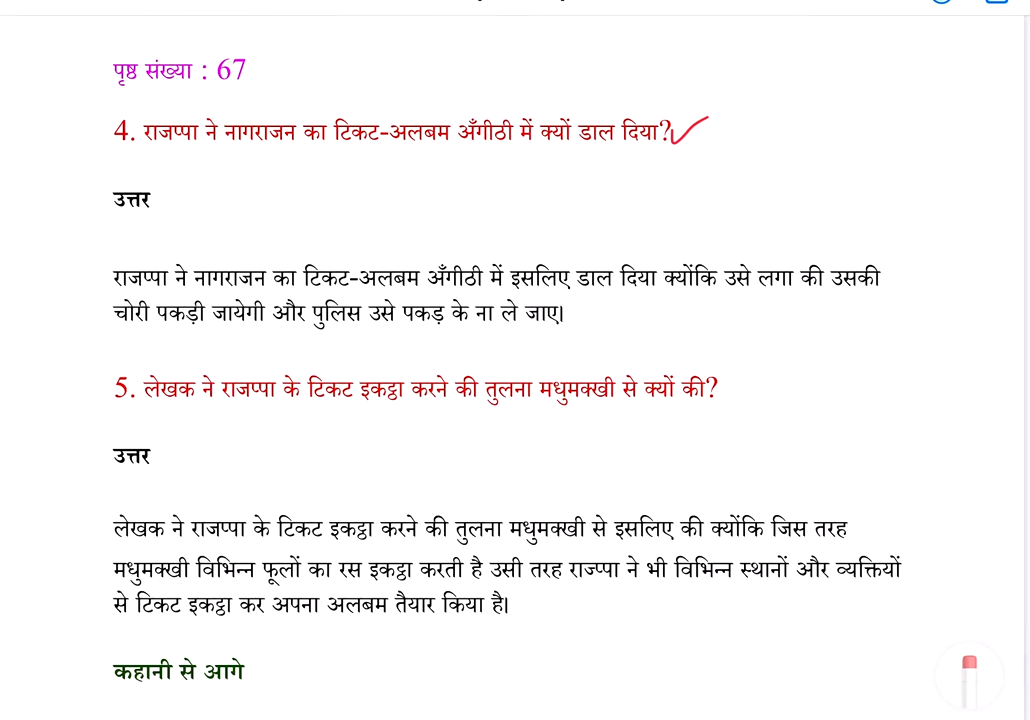 पृष्ठ संख्या : 67
4. राजप्पा ने नागराजन का टिकट-अलबम अँगीठी में क्यों डाल दिया?
उत्तर
राजप्पा ने नागराजन का टिकट-अलबम अँगीठी में इसलिए डाल दिया क्योंकि उसे लगा की उसकी
चोरी पकड़ी जायेगी और पुलिस उसे पकड़ के ना ले जाए।
5. लेखक ने राजप्पा के टिकट इकट्ठा करने की तुलना मधुमक्खी से क्यों की?
उत्तर
लेखक ने राजप्पा के टिकट इकट्ठा करने की तुलना मधुमक्खी से इसलिए की क्योंकि जिस तरह
मधुमक्खी विभिन्न फूलों का रस इकट्ठा करती है उसी तरह राज्प्पा ने भी विभिन्न स्थानों और व्यक्तियों
से टिकट इकट्ठा कर अपना अलबम तैयार किया है।
कहानी से आगे